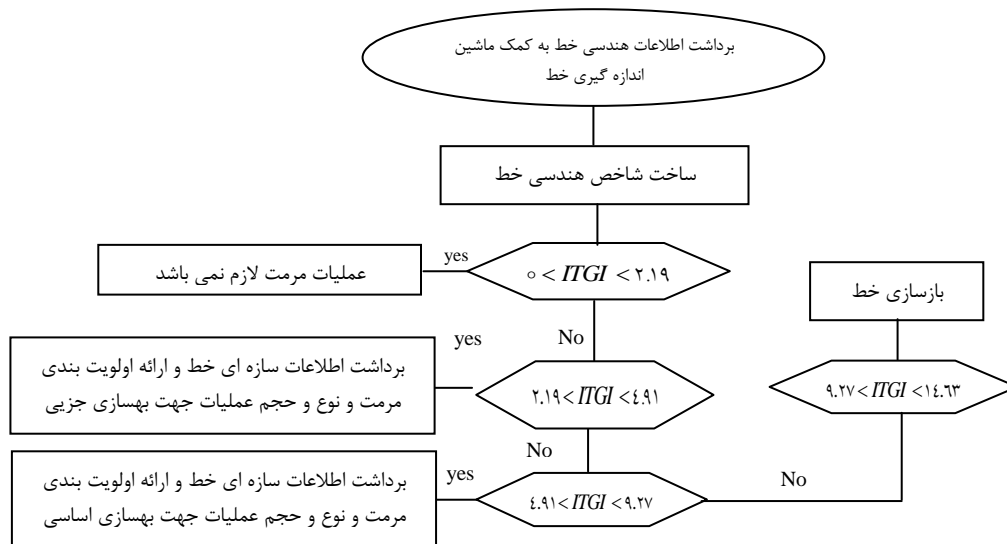 برداشت اطلاعات هندسی خط به کمک ماشین
اندازه گیری خط
ساخت شاخص هندسی خط
عملیات مرمت لازم نمی باشد
yes
۰ < ITGI < ۲.۱۹
بازسازی خط
No
برداشت اطلاعات سازه ای خط و ارائه اولویت بندی
مرمت و نوع و حجم عملیات جهت بهسازی جزیی
yes
۲.۱۹< ITGI <٤.۹۱
۹.۲۷< ITGI <۱٤.٦۳
No
برداشت اطلاعات سازه ای خط و ارائه اولویت بندی
مرمت و نوع و حجم عملیات جهت بهسازی اساسی
yes
٤.۹۱< ITGI <۹.۲۷
No